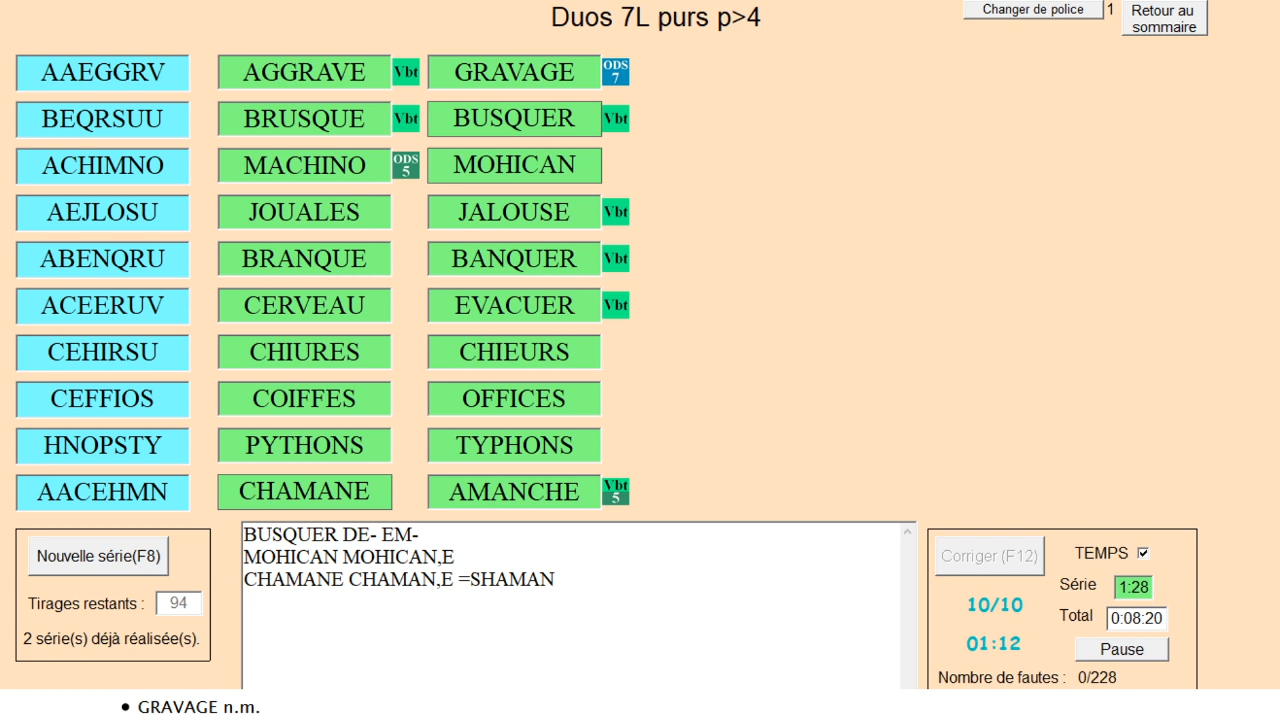 Duos 7L purs p>4
Changer de police 1 Retour au
sommaire
AAEGGRV AGGRAVE Vbt GRAVAGE ODS 7
BEQRSUU BRUSQUE Vbt BUSQUER Vbt
ACHIMNO MACHINO ODS 5 MOHICAN
AEJLOSU JOUALES JALOUSE Vbt
ABENQRU BRANQUE BANQUER Vbt
ACEERUV CERVEAU EVACUER Vbt
CEHIRSU CHIURES CHIEURS
CEFFIOS COIFFES OFFICES
HNOPSTY PYTHONS TYPHONS
AACEHMN CHAMANE AMANCHE Vbt 5
Nouvelle série(F8)
Tirages restants : 94
2 série(s) déjà réalisée(s).
BUSQUER DE- EM-
MOHICAN MOHICAN,E
CHAMANE CHAMAN,E =SHAMAN
Corriger (F12) TEMPS
Série 1:28
10/10
Total 0:08:20
01:12
Pause
Nombre de fautes : 0/228
• GRAVAGE n.m.